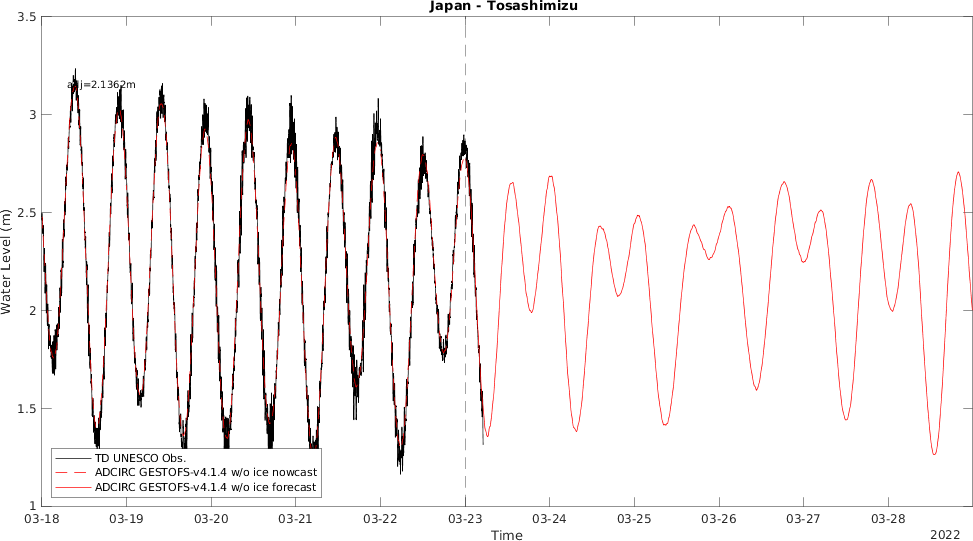 Japan - Tosashimizu
3.5
3
2.5
2
1.5
1
Water Level (m)
adj=2.1362m
TD UNESCO Obs.
ADCIRC GESTOFS-v4.1.4 w/o ice nowcast
ADCIRC GESTOFS-v4.1.4 w/o ice forecast
03-18 03-19 03-20 03-21 03-22 03-23 03-24 03-25 03-26 03-27 03-28
Time
2022